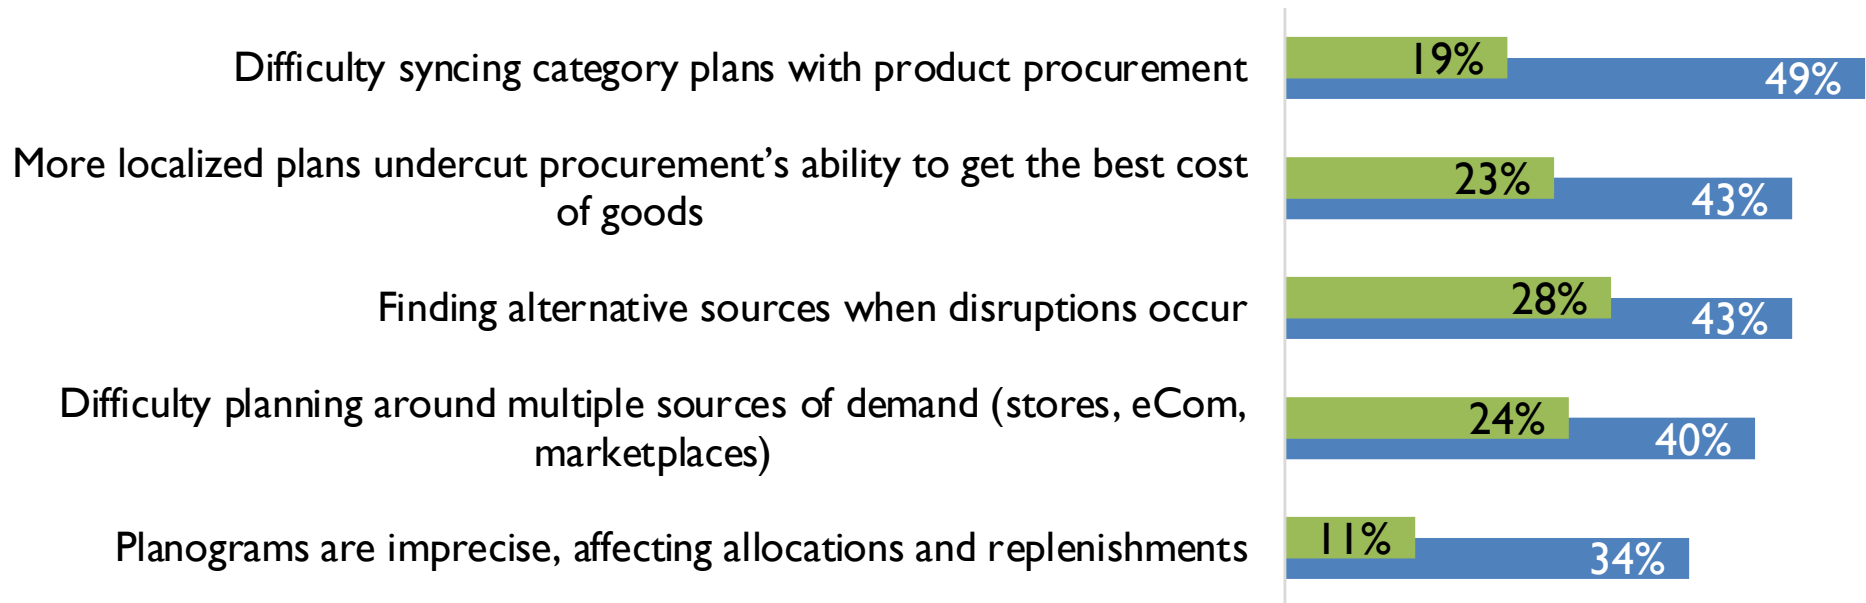 Difficulty syncing category plans with product procurement
19%
49%
More localized plans undercut procurement’s ability to get the best cost
of goods
23%
43%
Finding alternative sources when disruptions occur
28%
43%
Difficulty planning around multiple sources of demand (stores, eCom,
marketplaces)
24%
40%
Planograms are imprecise, affecting allocations and replenishments
11%
34%